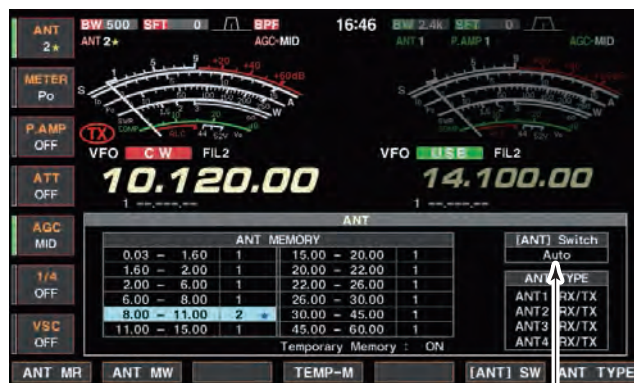 ANT
2★
BW 500 SFT 0 BPF
ANT 2★ AGC-MID
16:46
BW 2.4k SFT 0
ANT 1 P.AMP 1 AGC-MID
METER
Po
P.AMP
OFF
ATT
OFF
AGC
MID
1/4
OFF
VSC
OFF
TX
VFO CW FIL2
10.120.00
1 --.---.--
VFO USB FIL2
14.100.00
1 --.---.--
ANT
ANT MEMORY
0.03 – 1.60 1 15.00 – 20.00 1
1.60 – 2.00 1 20.00 – 22.00 1
2.00 – 6.00 1 22.00 – 26.00 1
6.00 – 8.00 1 26.00 – 30.00 1
8.00 – 11.00 2 ★ 30.00 – 45.00 1
11.00 – 15.00 1 45.00 – 60.00 1
Temporary Memory : ON
[ANT] Switch
Auto
ANT TYPE
ANT1 RX/TX
ANT2 RX/TX
ANT3 RX/TX
ANT4 RX/TX
ANT MR ANT MW TEMP-M [ANT] SW ANT TYPE